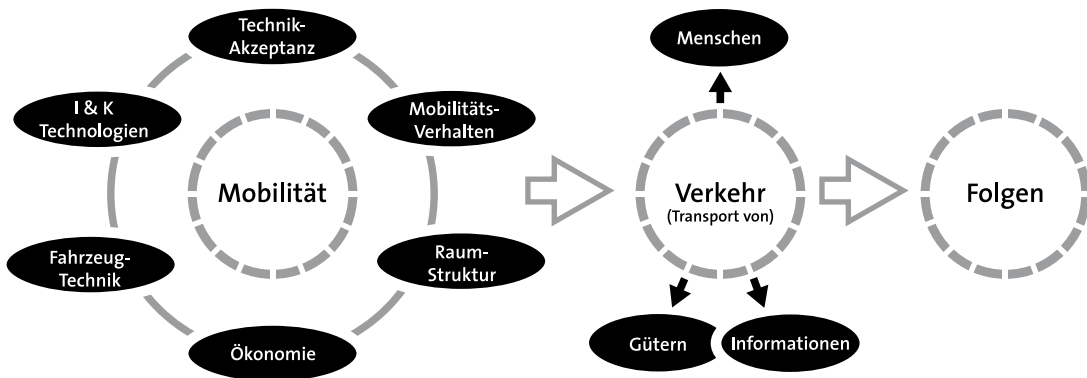 Technik-
Akzeptanz
I & K
Technologien
Mobilitäts-
Verhalten
Mobilität
Fahrzeug-
Technik
Raum-
Struktur
Ökonomie
Menschen
Verkehr
(Transport von)
Gütern
Informationen
Folgen